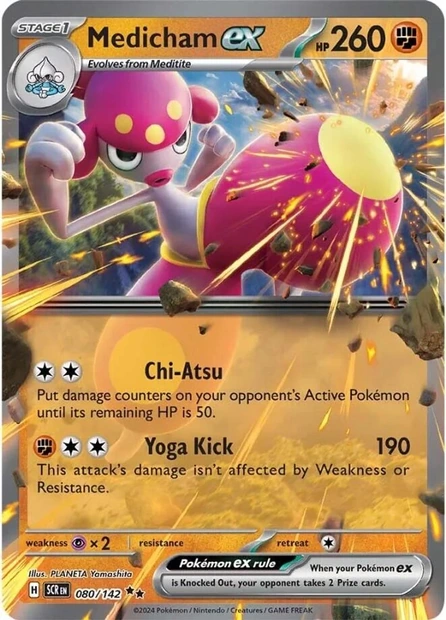 STAGE1 Medicham ex HP 260
Evolves from Meditite
Chi-Atsu
Put damage counters on your opponent's Active Pokémon
until its remaining HP is 50.
Yoga Kick 190
This attack's damage isn't affected by Weakness or
Resistance.
weakness ×2 resistance retreat
Pokémon ex rule When your Pokémon ex
is Knocked Out, your opponent takes 2 Prize cards.
Illus. PLANETA Yamashita
H SCR EN 080/142
©2024 Pokémon / Nintendo / Creatures / GAME FREAK